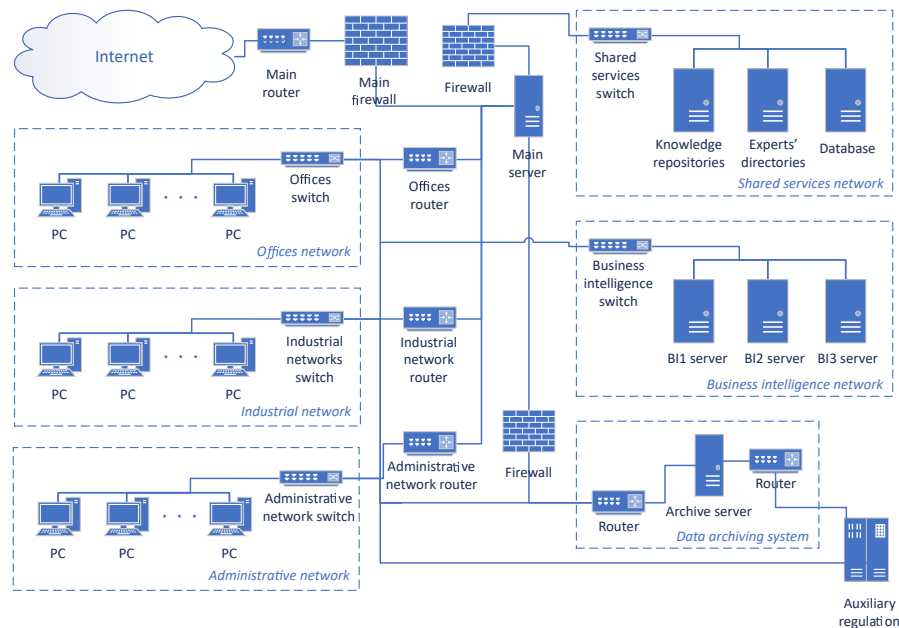 Internet
Main
router
Main
firewall
Firewall
Main
server
Shared
services
switch
Knowledge
repositories
Experts'
directories
Database
Shared services network
PC
PC
. . .
PC
Offices
switch
Offices network
Offices
router
Business
intelligence
switch
BI1 server
BI2 server
BI3 server
Business intelligence network
PC
PC
. . .
PC
Industrial
networks
switch
Industrial network
Industrial
network
router
Administrative
network router
Firewall
PC
PC
. . .
PC
Administrative
network switch
Administrative network
Router
Archive server
Router
Data archiving system
Auxiliary
regulation